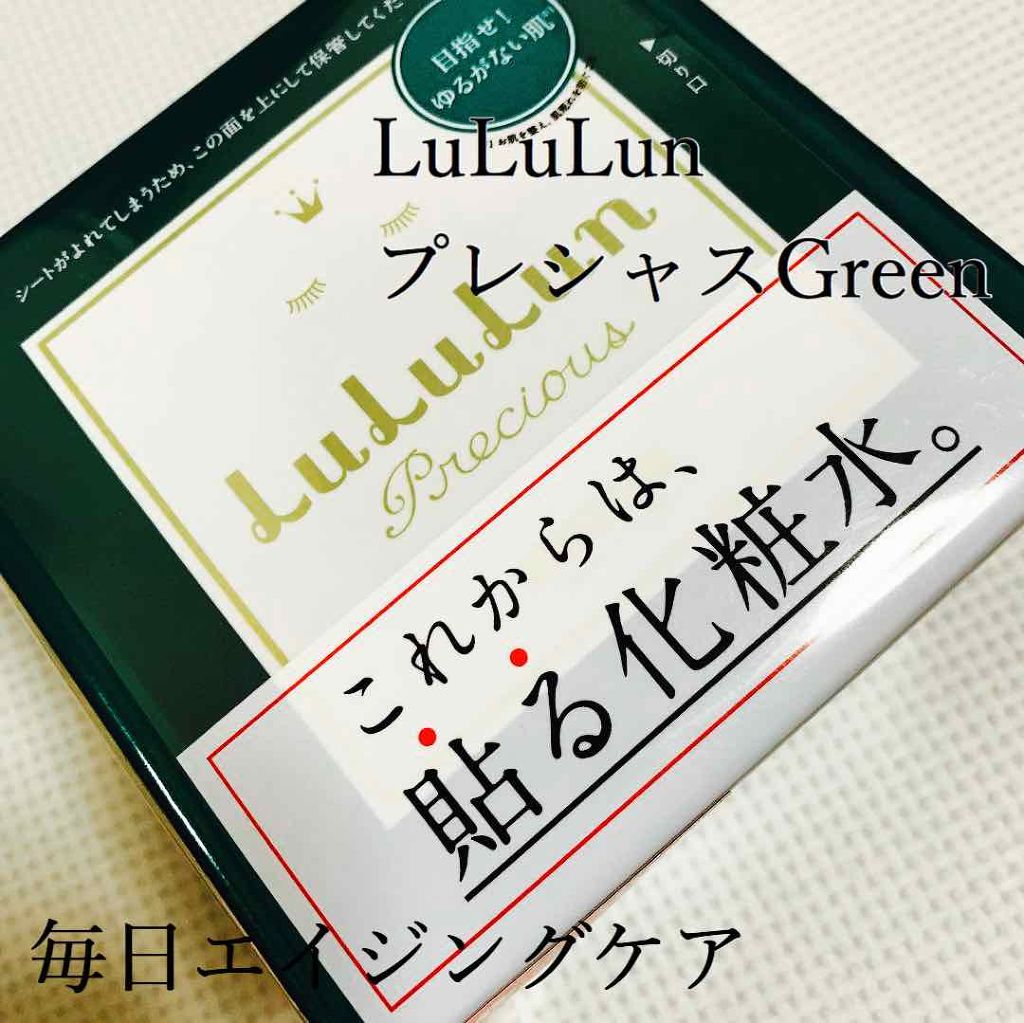 シートがよれてしまうため、この面を上にして保管してくだ
目指せ!
ゆるがない肌
▲切り口
LuLuLun
プレシャスGreen
LuLuLun
Precious
これからは、
貼る化粧水。
毎日エイジングケア